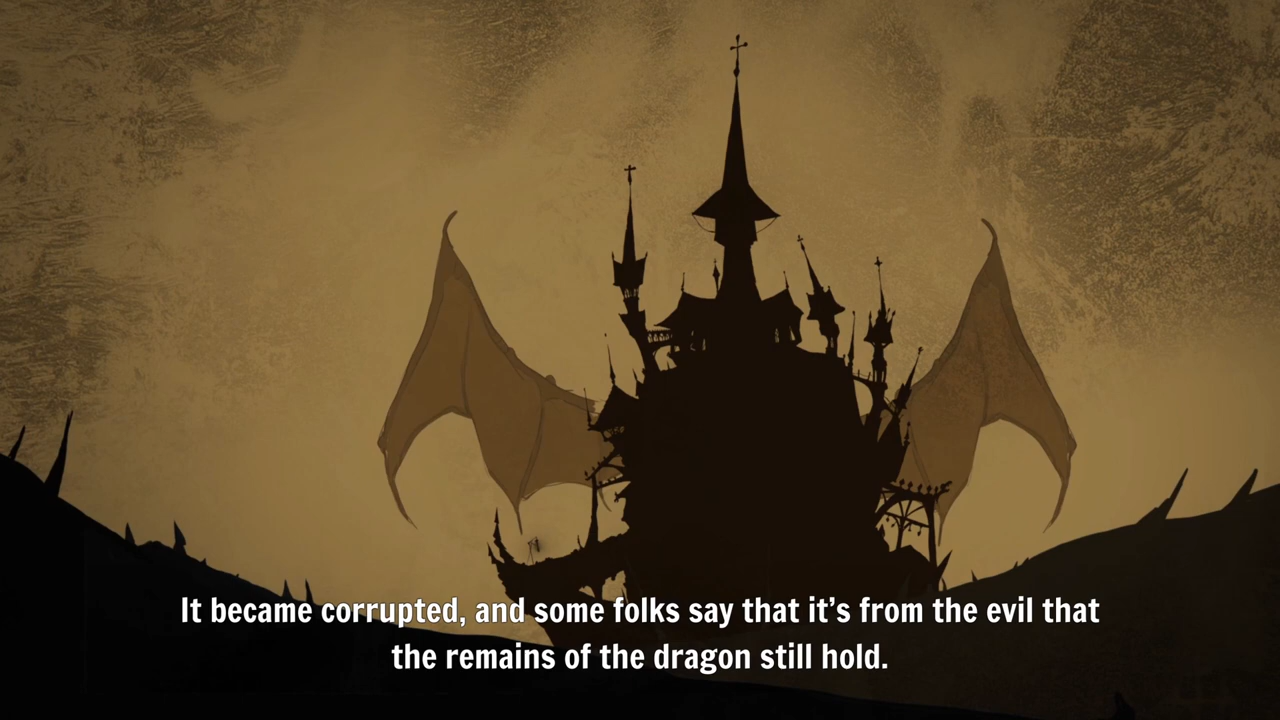 It became corrupted, and some folks say that it’s from the evil that
the remains of the dragon still hold.